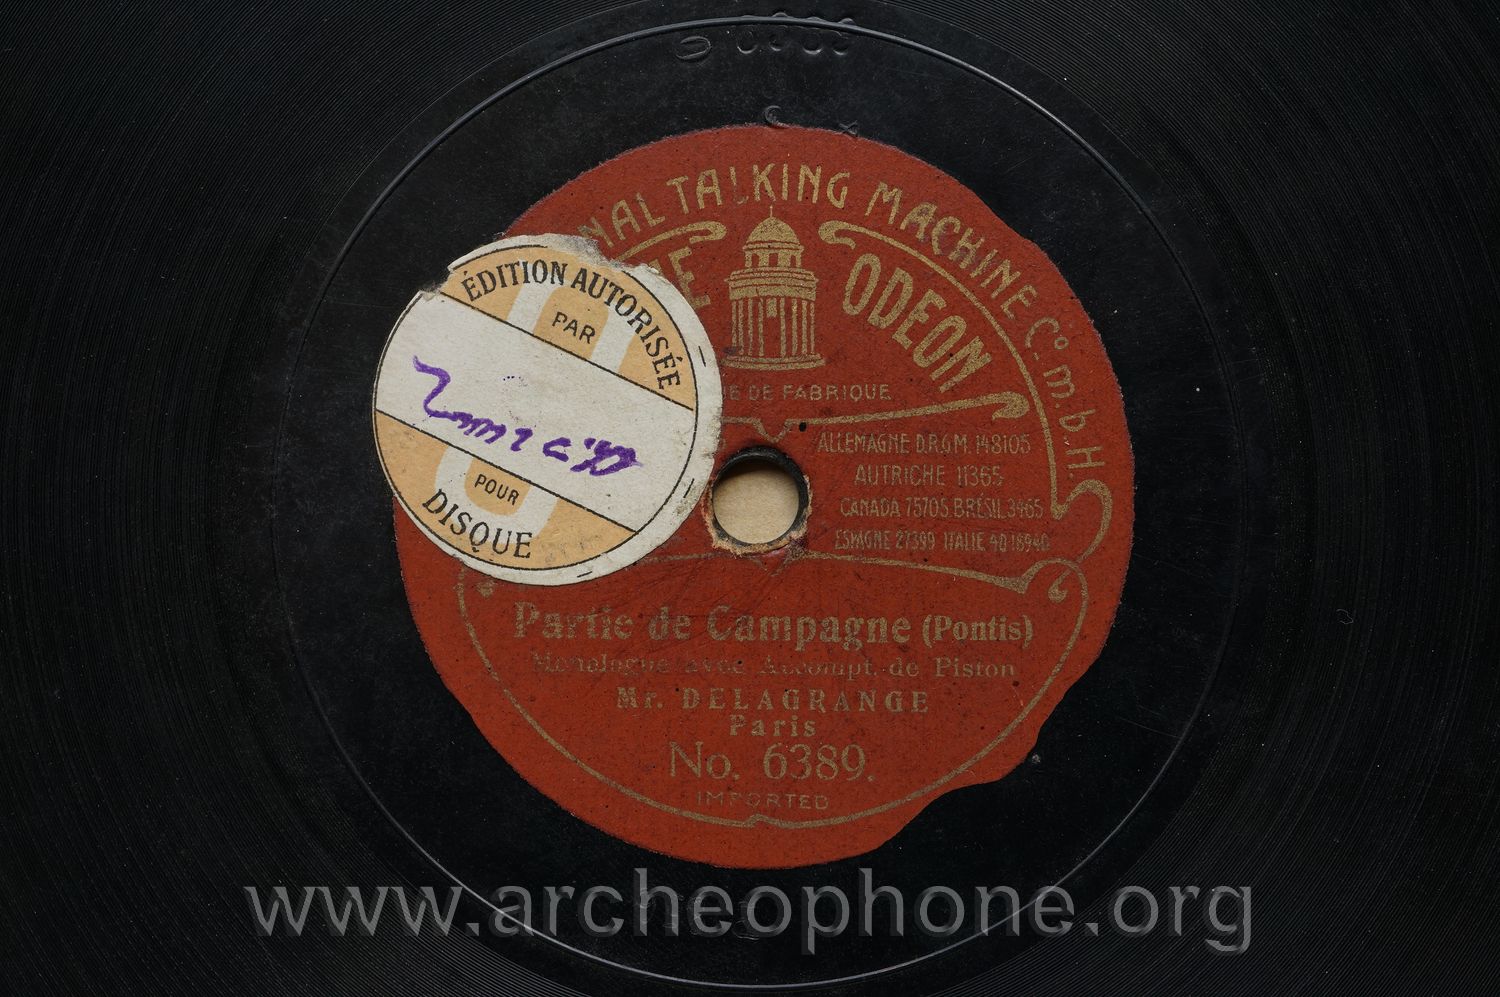 NAL TALKING MACHINE Co. m. b. H.
ODEON
DE FABRIQUE
ALLEMAGNE D.R.G.M. 148105
AUTRICHE 11365
CANADA 75705 BRÉSIL 3465
ESPAGNE 27399 ITALIE 40-18940
Partie de Campagne (Pontis)
Monologue avec Accompt. de Piston
Mr. DELAGRANGE
Paris
No. 6389.
IMPORTED
ÉDITION AUTORISÉE
PAR
POUR
DISQUE
www.archeophone.org